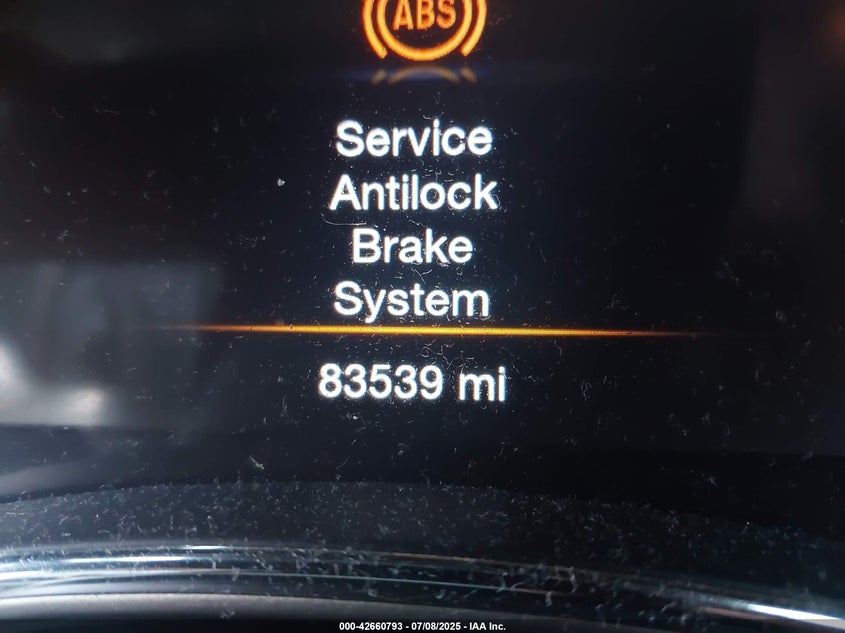 ABS
Service
Antilock
Brake
System
83539 mi
000-42660793 - 07/08/2025 - IAA Inc.